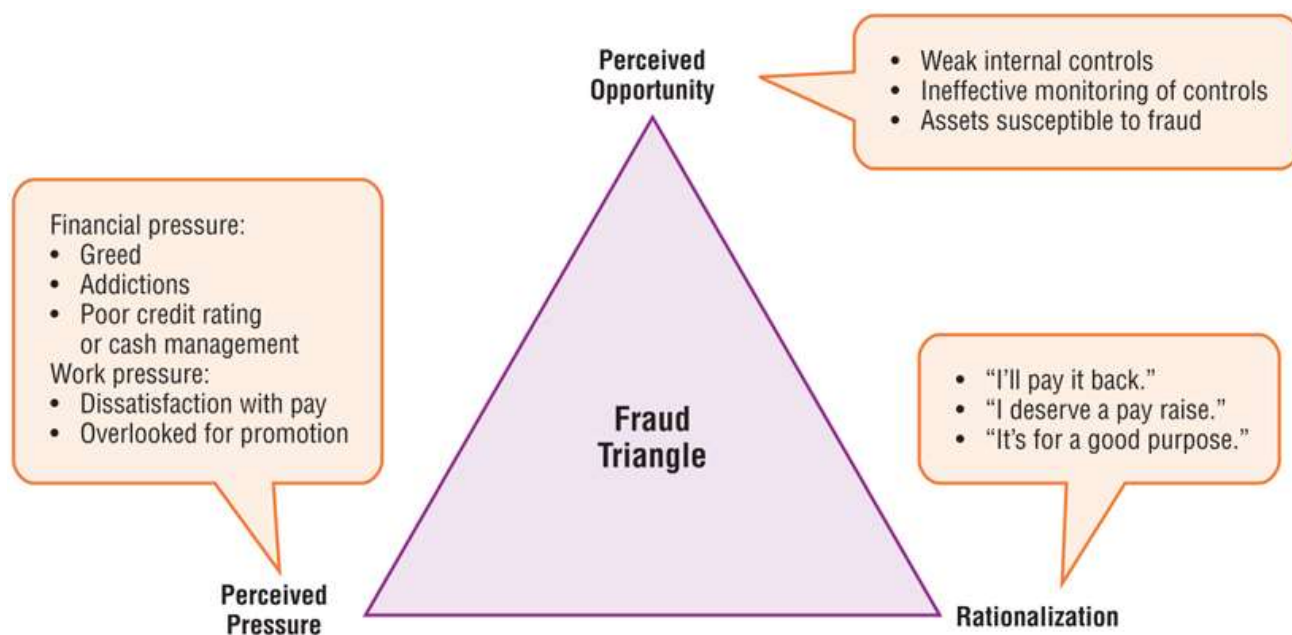 Perceived
Opportunity
• Weak internal controls
• Ineffective monitoring of controls
• Assets susceptible to fraud
Financial pressure:
• Greed
• Addictions
• Poor credit rating
or cash management
Work pressure:
• Dissatisfaction with pay
• Overlooked for promotion
Fraud
Triangle
• “I’ll pay it back.”
• “I deserve a pay raise.”
• “It’s for a good purpose.”
Perceived
Pressure
Rationalization